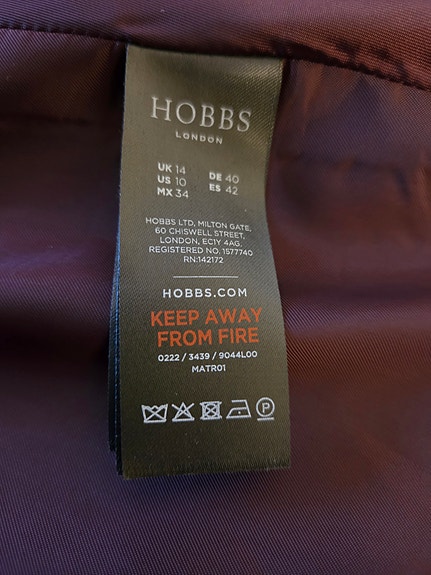 HOBBS
LONDON
UK 14 DE 40
US 10 ES 42
MX 34
HOBBS LTD, MILTON GATE,
60 CHISWELL STREET,
LONDON, EC1Y 4AG.
REGISTERED NO. 1577740
RN:142172
HOBBS.COM
KEEP AWAY
FROM FIRE
0222 / 3439 / 9044L00
MATR01
P